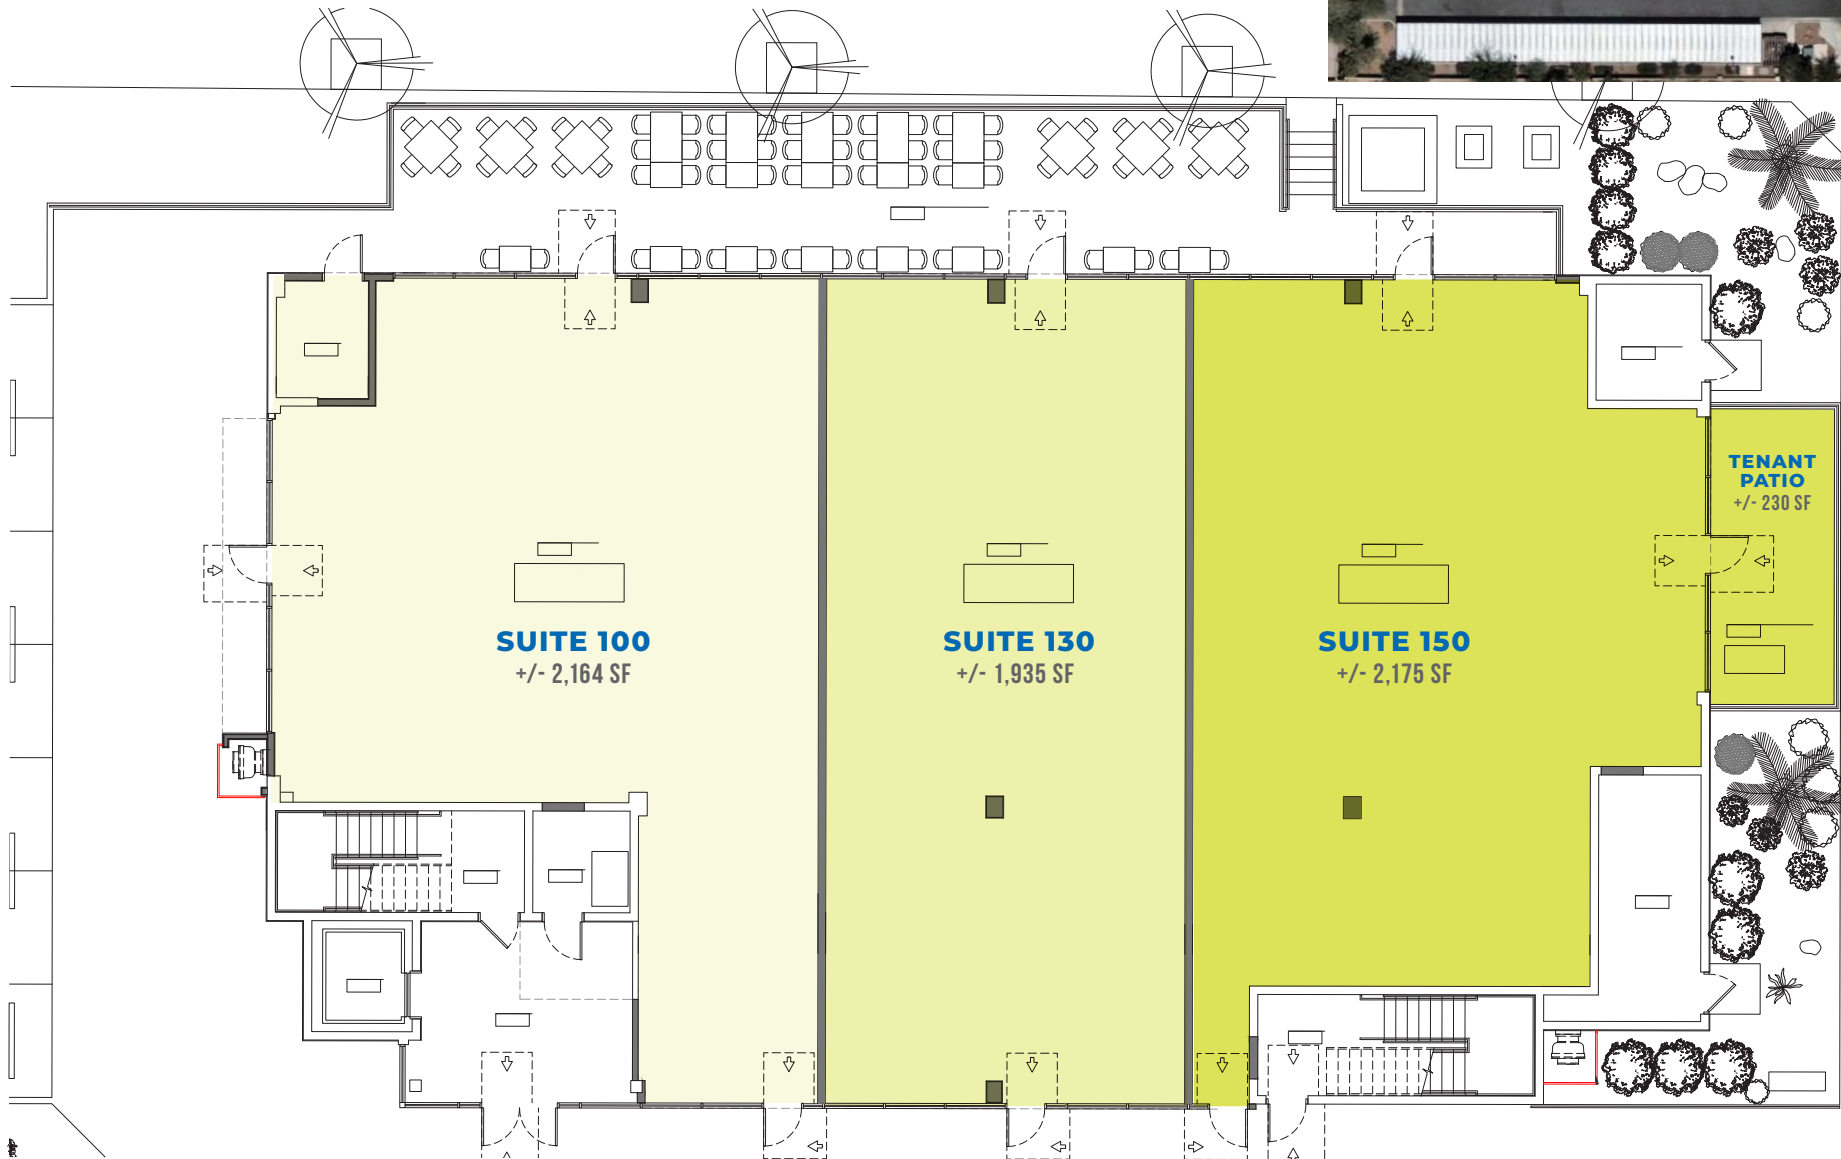 TENANT
PATIO
+/- 230 SF
SUITE 100
+/- 2,164 SF
SUITE 130
+/- 1,935 SF
SUITE 150
+/- 2,175 SF